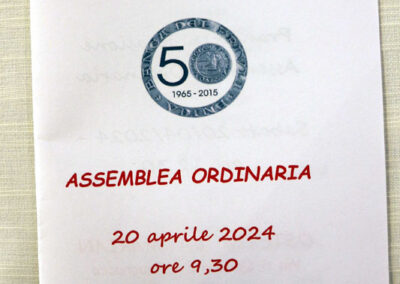 50
1965 - 2015
ASSEMBLEA ORDINARIA
20 aprile 2024
ore 9,30